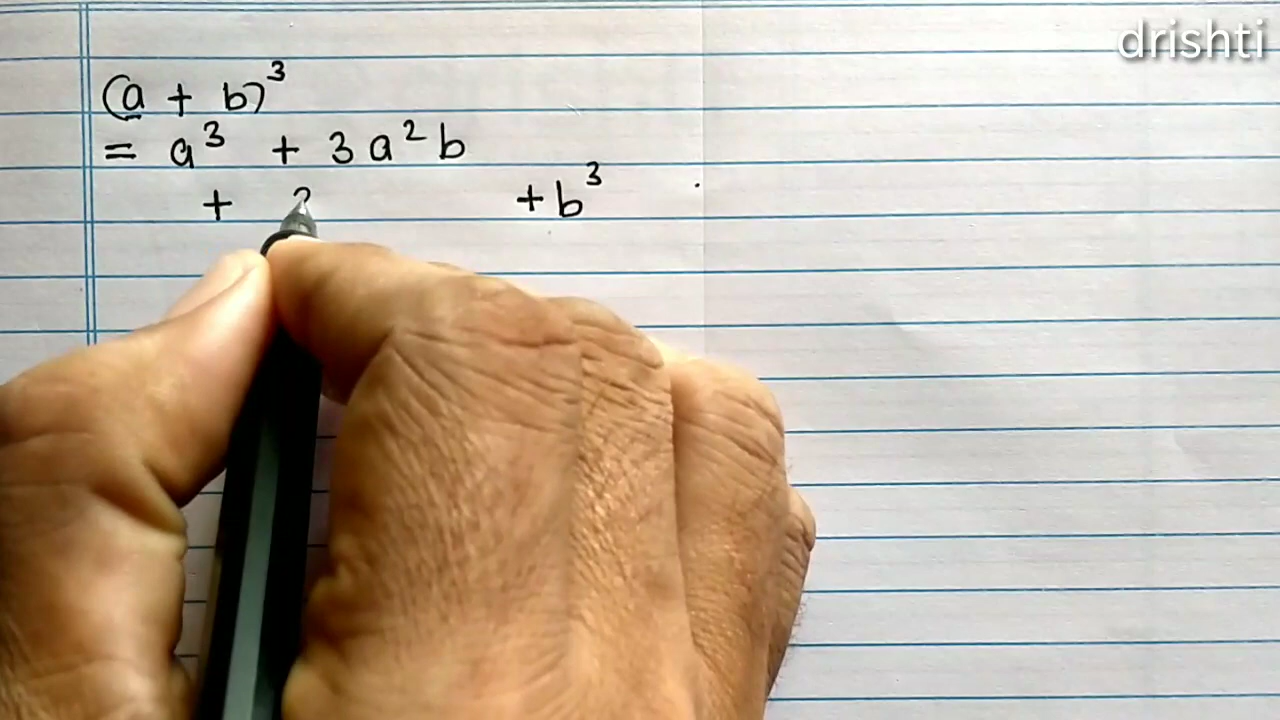 drishti
(a + b)³
= a³ + 3a²b
+ + b³